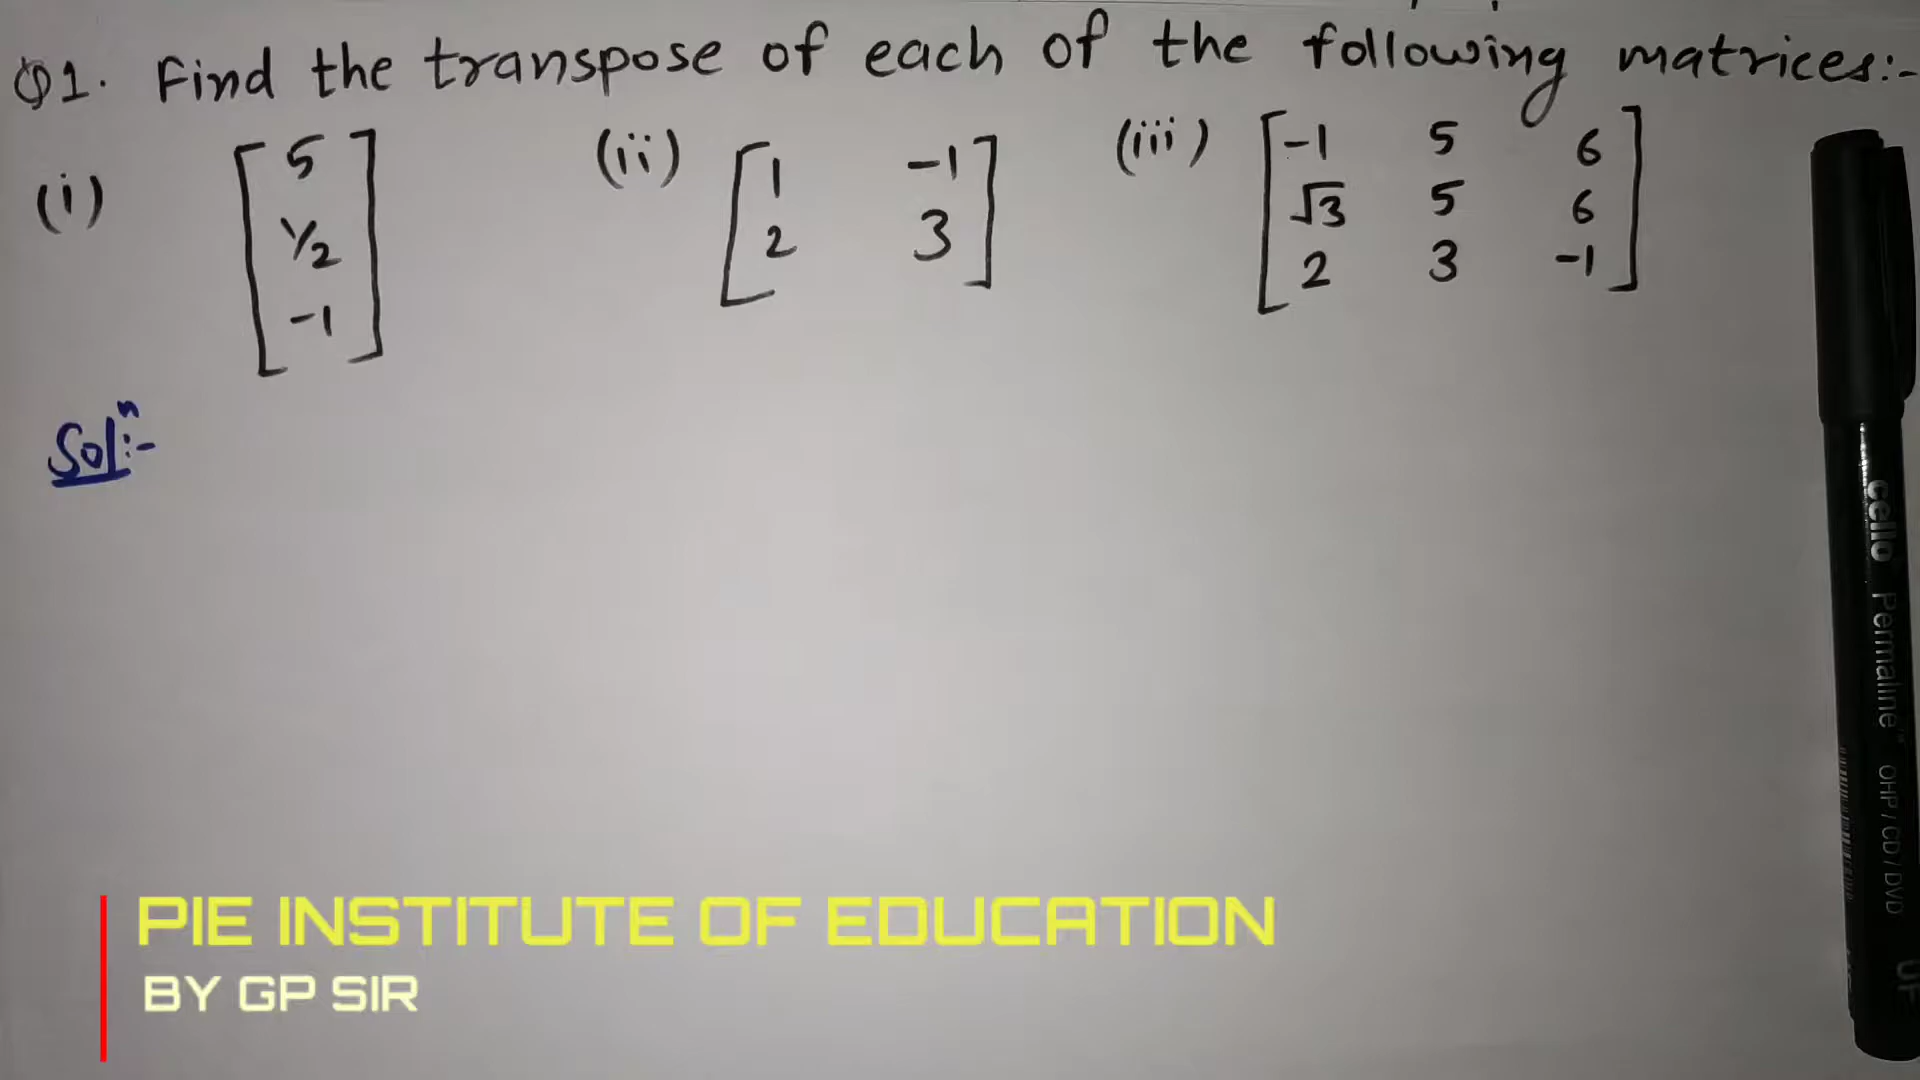 Q1. Find the transpose of each of the following matrices:-
(i) [5 1/2 -1] (ii) [1 -1 (iii) [-1 5 6
2 3] √3 5 6
2 3 -1]
Solⁿ:-
PIE INSTITUTE OF EDUCATION
BY GP SIR
cello Permaline™ OHP / CD / DVD